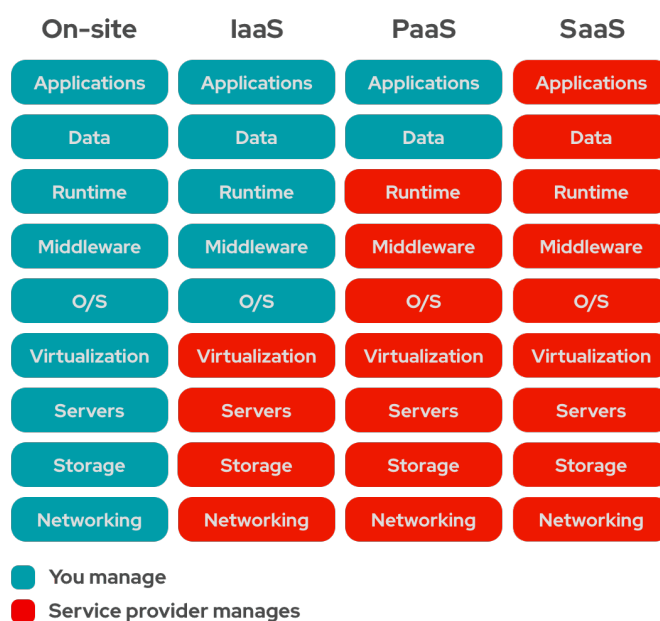 On-site IaaS PaaS SaaS
Applications Applications Applications Applications
Data Data Data Data
Runtime Runtime Runtime Runtime
Middleware Middleware Middleware Middleware
O/S O/S O/S O/S
Virtualization Virtualization Virtualization Virtualization
Servers Servers Servers Servers
Storage Storage Storage Storage
Networking Networking Networking Networking
You manage
Service provider manages